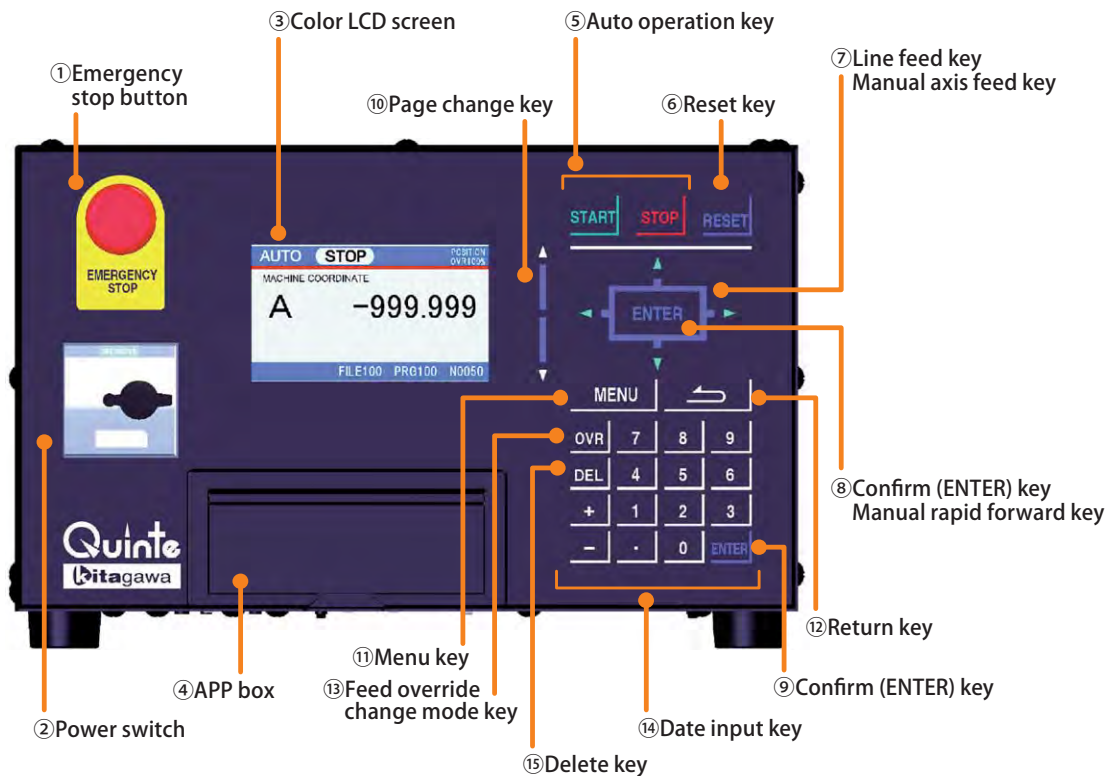 ③Color LCD screen
⑤Auto operation key
①Emergency
stop button
⑩Page change key
⑥Reset key
⑦Line feed key
Manual axis feed key
EMERGENCY
STOP
AUTO STOP POSITION
OVR100%
MACHINE COORDINATE
A -999.999
FILE100 PRG100 N0050
START STOP RESET
ENTER
MENU
OVR 7 8 9
DEL 4 5 6
+ 1 2 3
- . 0 ENTER
Quinte
kitagawa
⑧Confirm (ENTER) key
Manual rapid forward key
②Power switch
④APP box
⑪Menu key
⑬Feed override
change mode key
⑮Delete key
⑭Date input key
⑨Confirm (ENTER) key
⑫Return key